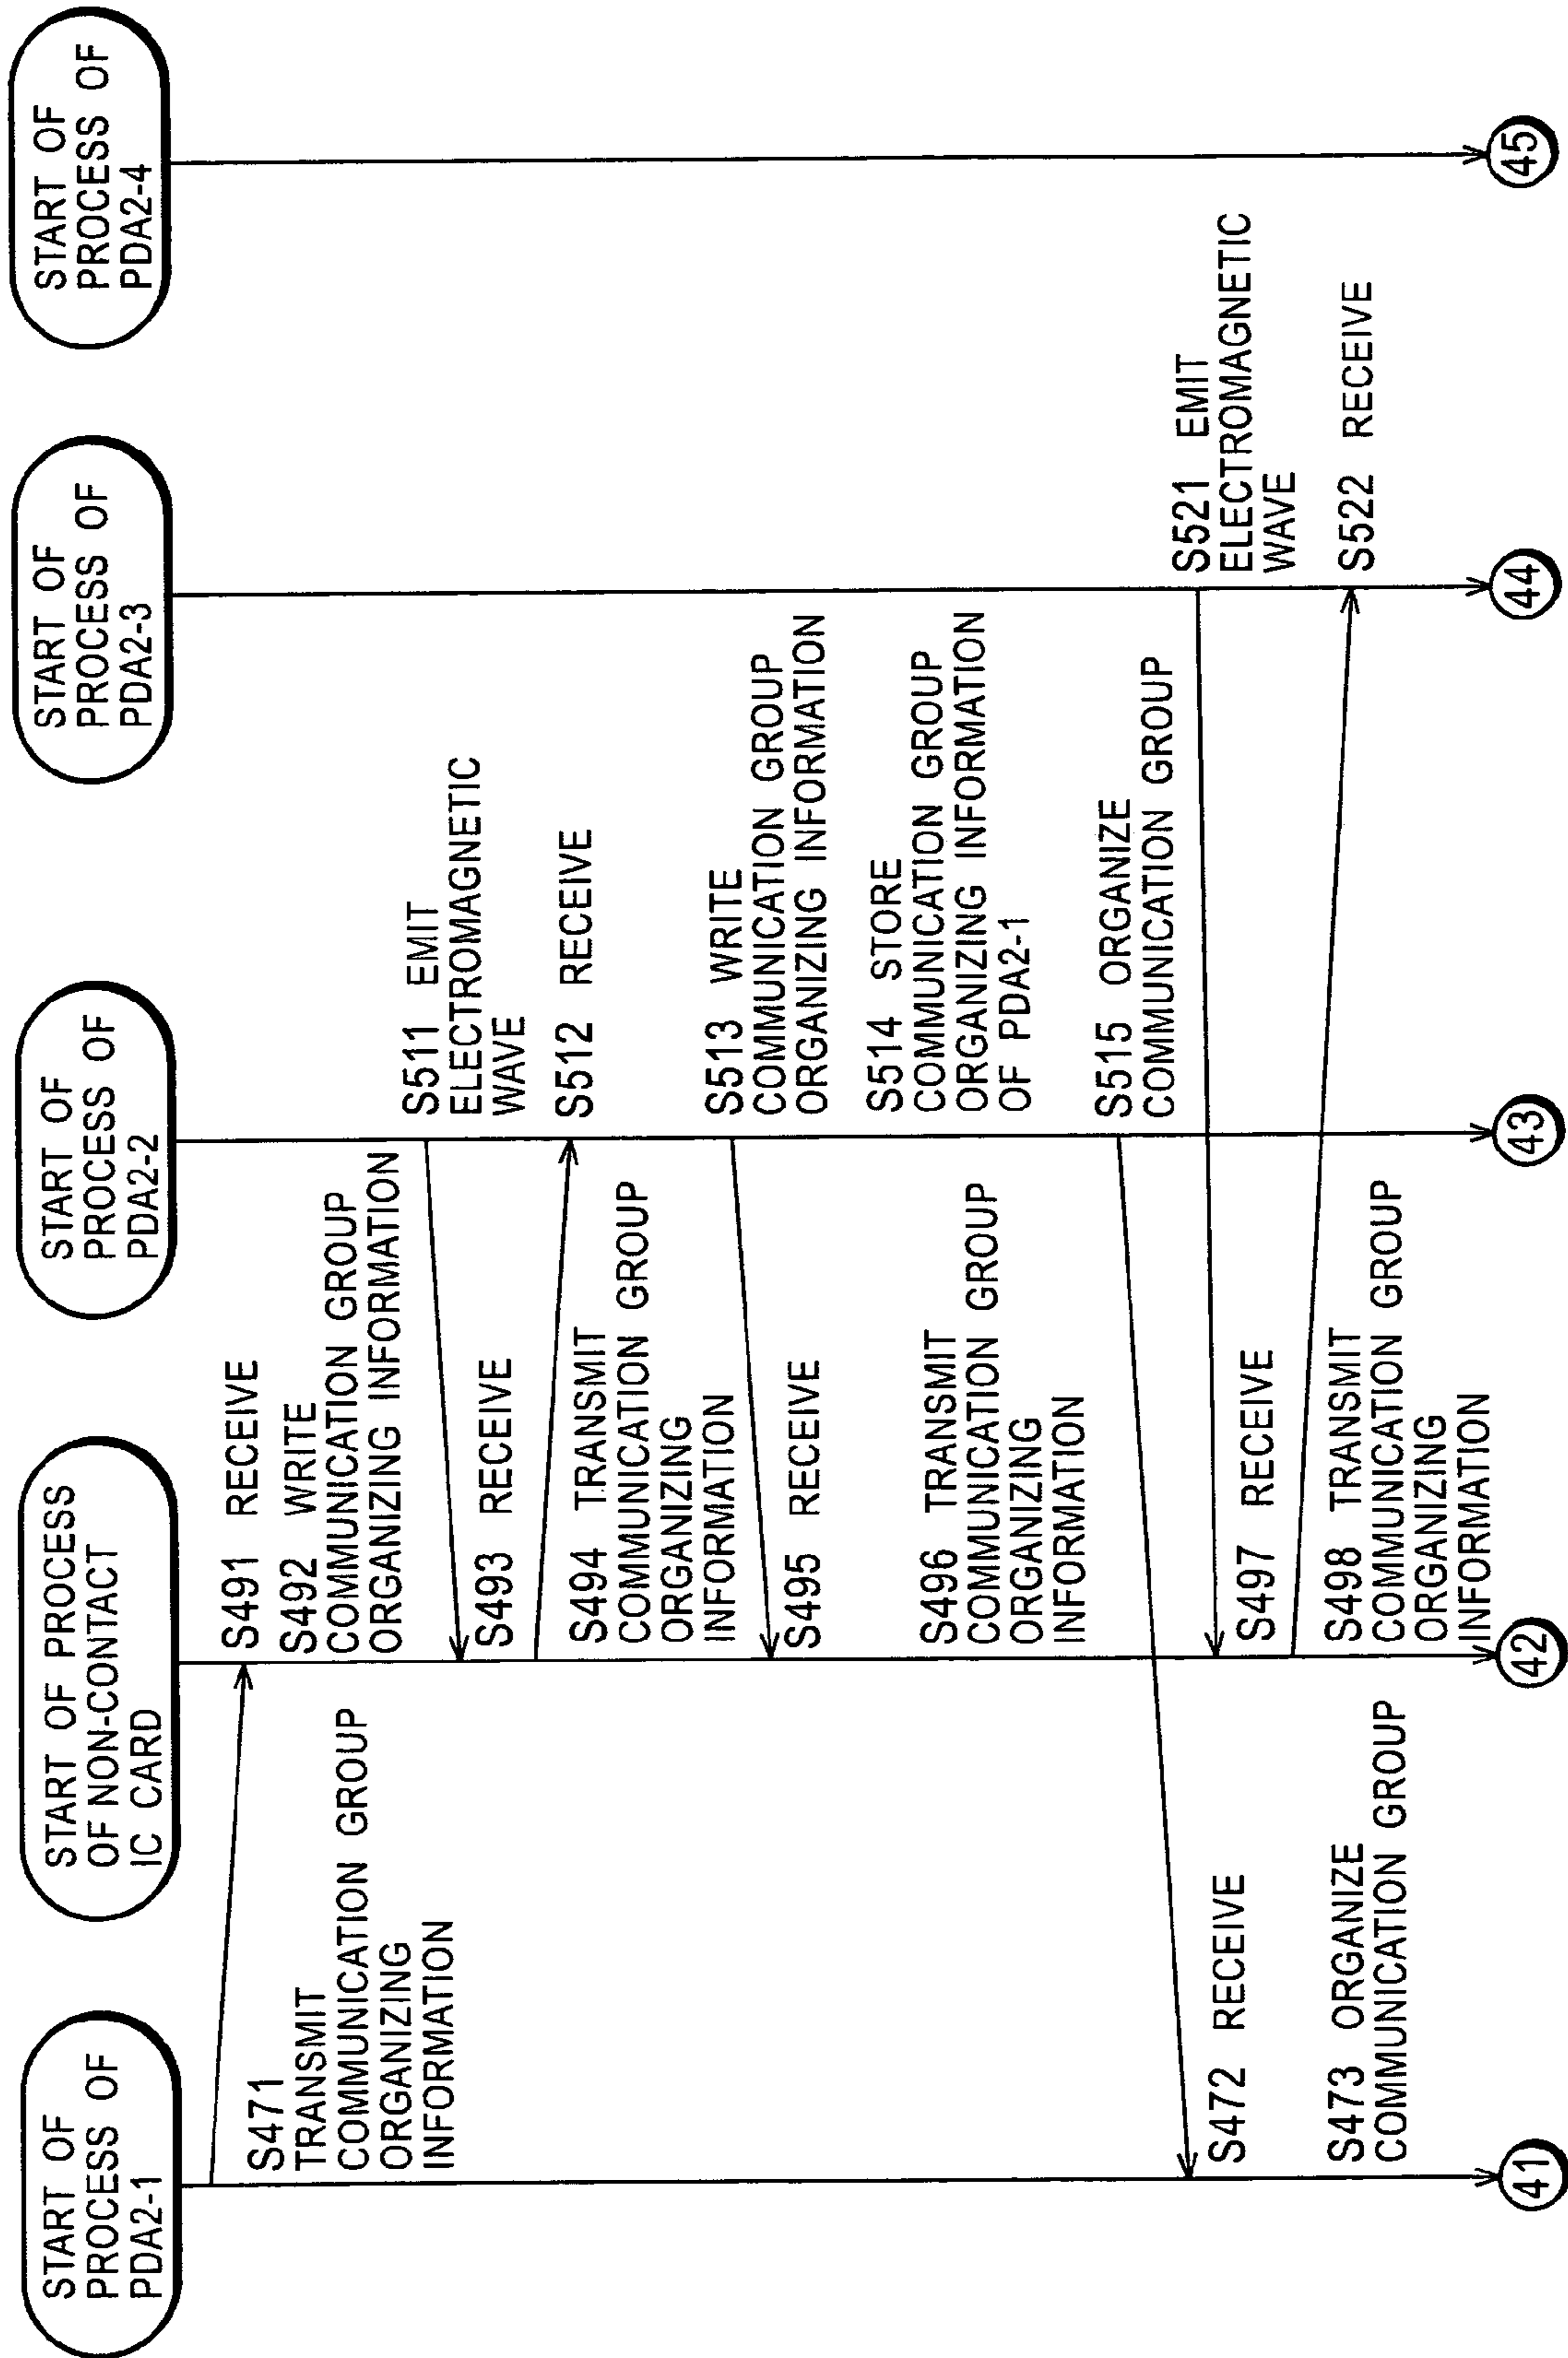 START OF
PROCESS OF
PDA2-1
START OF PROCESS
OF NON-CONTACT
IC CARD
START OF
PROCESS OF
PDA2-2
START OF
PROCESS OF
PDA2-3
START OF
PROCESS OF
PDA2-4
S471
TRANSMIT
COMMUNICATION GROUP
ORGANIZING
INFORMATION
S472 RECEIVE
S473 ORGANIZE
COMMUNICATION GROUP
41
S491 RECEIVE
S492 WRITE
COMMUNICATION GROUP
ORGANIZING INFORMATION
S493 RECEIVE
S494 TRANSMIT
COMMUNICATION GROUP
ORGANIZING
INFORMATION
S495 RECEIVE
S496 TRANSMIT
COMMUNICATION GROUP
ORGANIZING
INFORMATION
S497 RECEIVE
S498 TRANSMIT
COMMUNICATION GROUP
ORGANIZING
INFORMATION
42
S511 EMIT
ELECTROMAGNETIC
WAVE
S512 RECEIVE
S513 WRITE
COMMUNICATION GROUP
ORGANIZING INFORMATION
S514 STORE
COMMUNICATION GROUP
ORGANIZING INFORMATION
OF PDA2-1
S515 ORGANIZE
COMMUNICATION GROUP
43
S521 EMIT
ELECTROMAGNETIC
WAVE
S522 RECEIVE
44
45